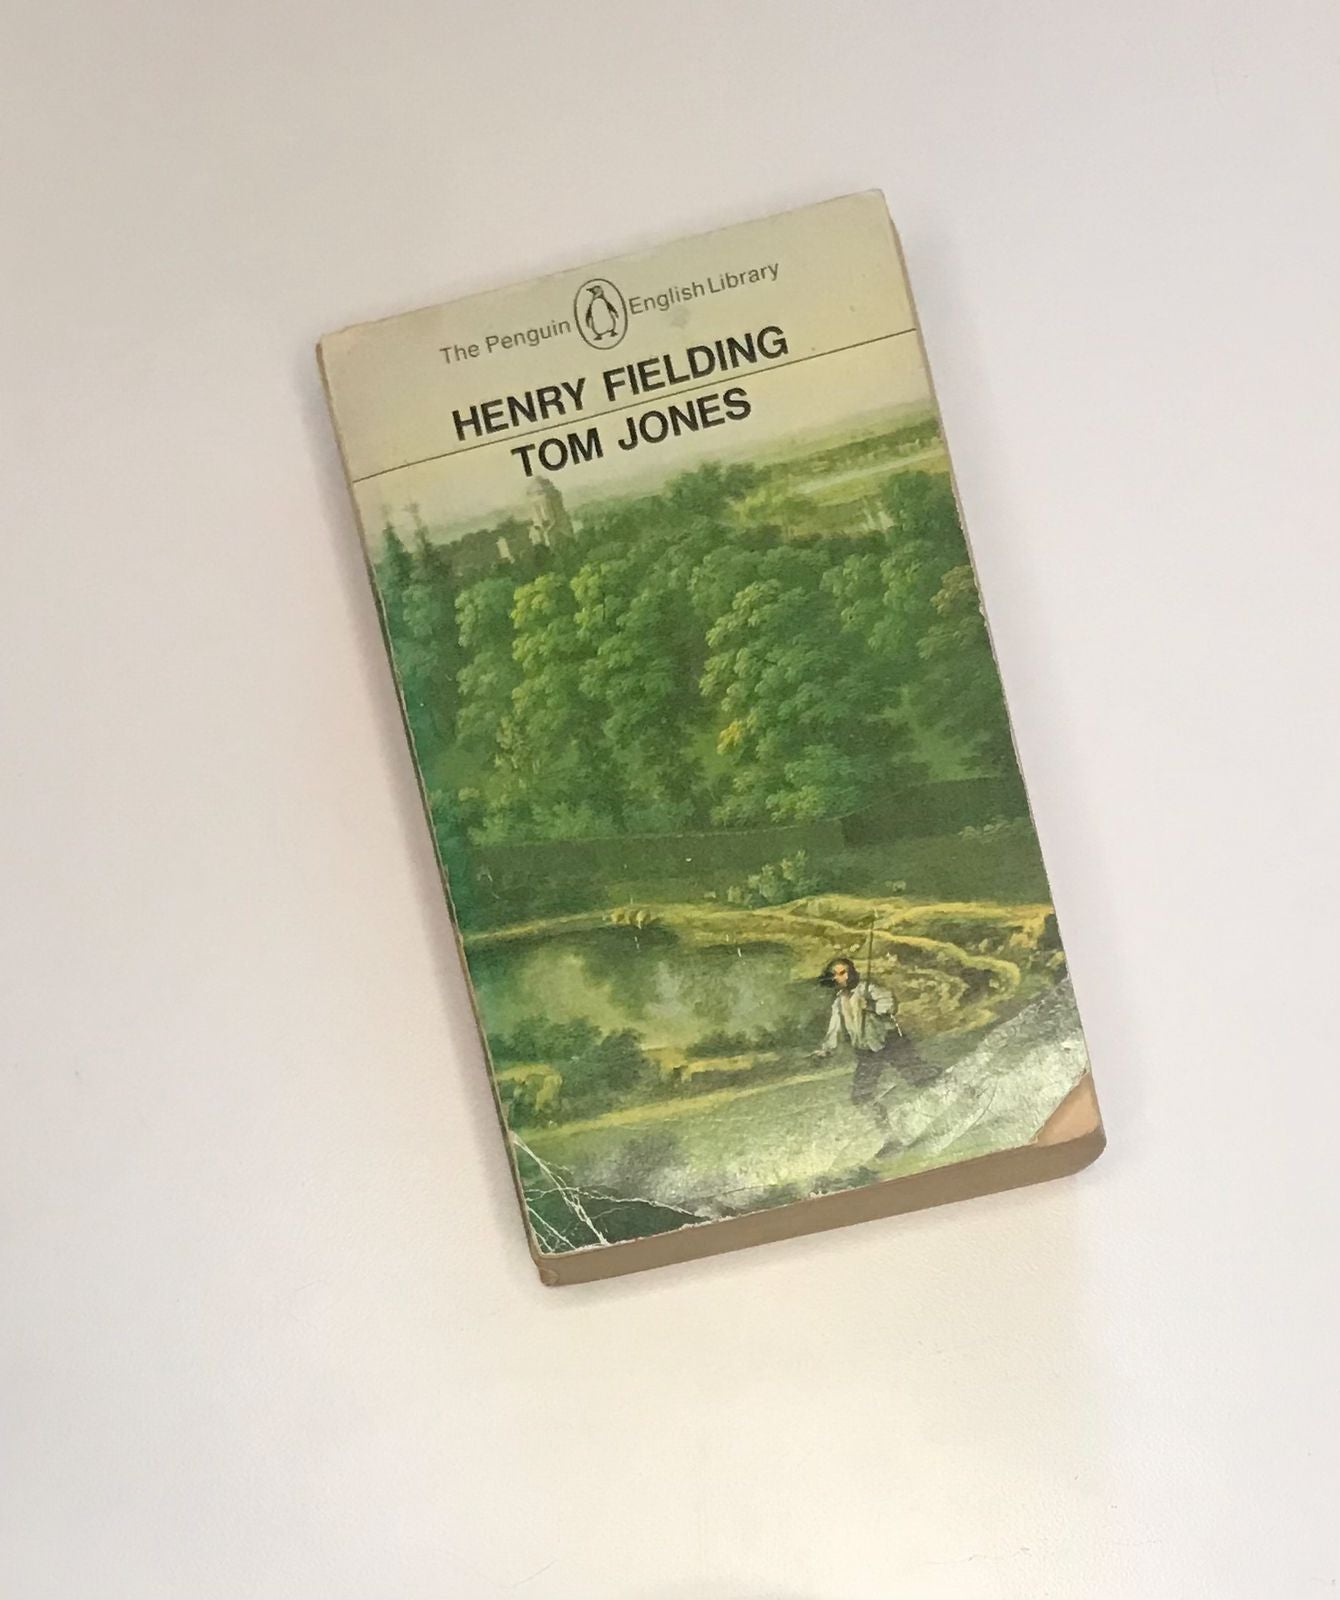 The Penguin English Library
HENRY FIELDING
TOM JONES